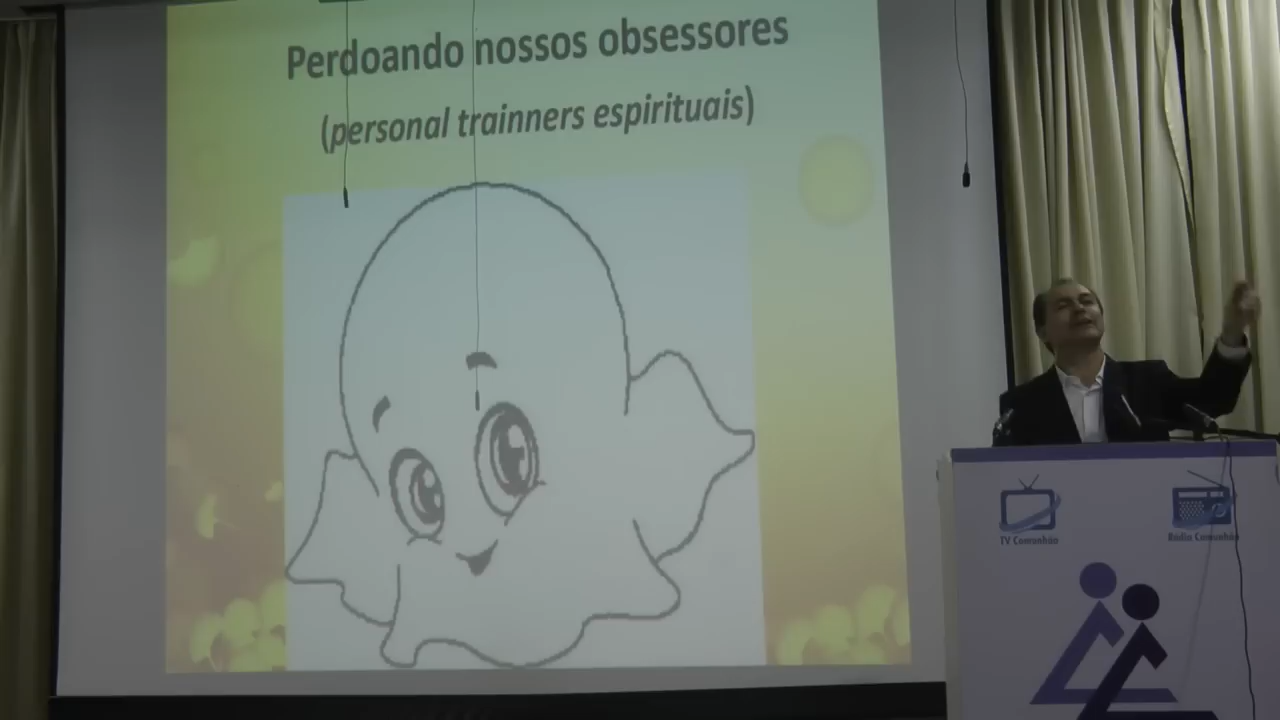 Perdoando nossos obsessores
(personal trainners espirituais)
TV Comunhão
Rádio Comunhão